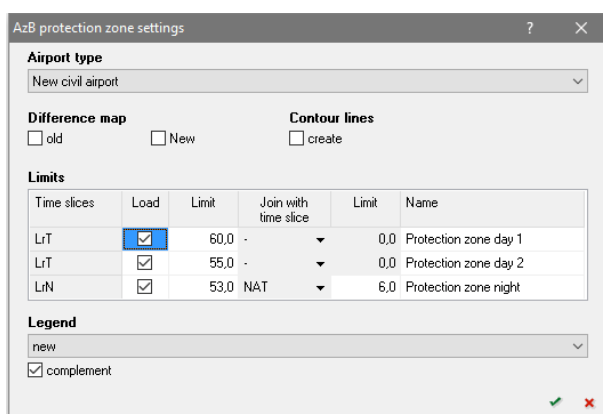 AzB protection zone settings ?
Airport type
New civil airport
Difference map Contour lines
old New create
Limits
Time slices Load Limit Join with time slice Limit Name
LrT 60,0 - 0,0 Protection zone day 1
LrT 55,0 - 0,0 Protection zone day 2
LrN 53,0 NAT 6,0 Protection zone night
Legend
new
complement